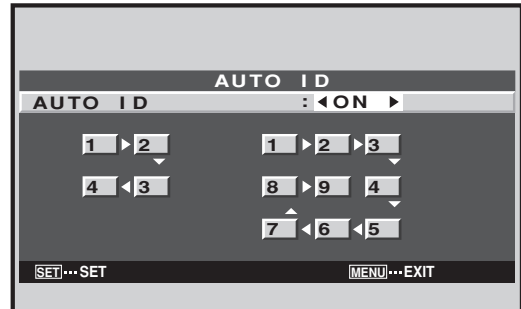 AUTO ID
AUTO ID : ◀ON ▶
1 ▶ 2 1 ▶ 2 ▶ 3
4 ◀ 3 8 ▶ 9 4
7 ◀ 6 ◀ 5
SET ··· SET MENU ··· EXIT